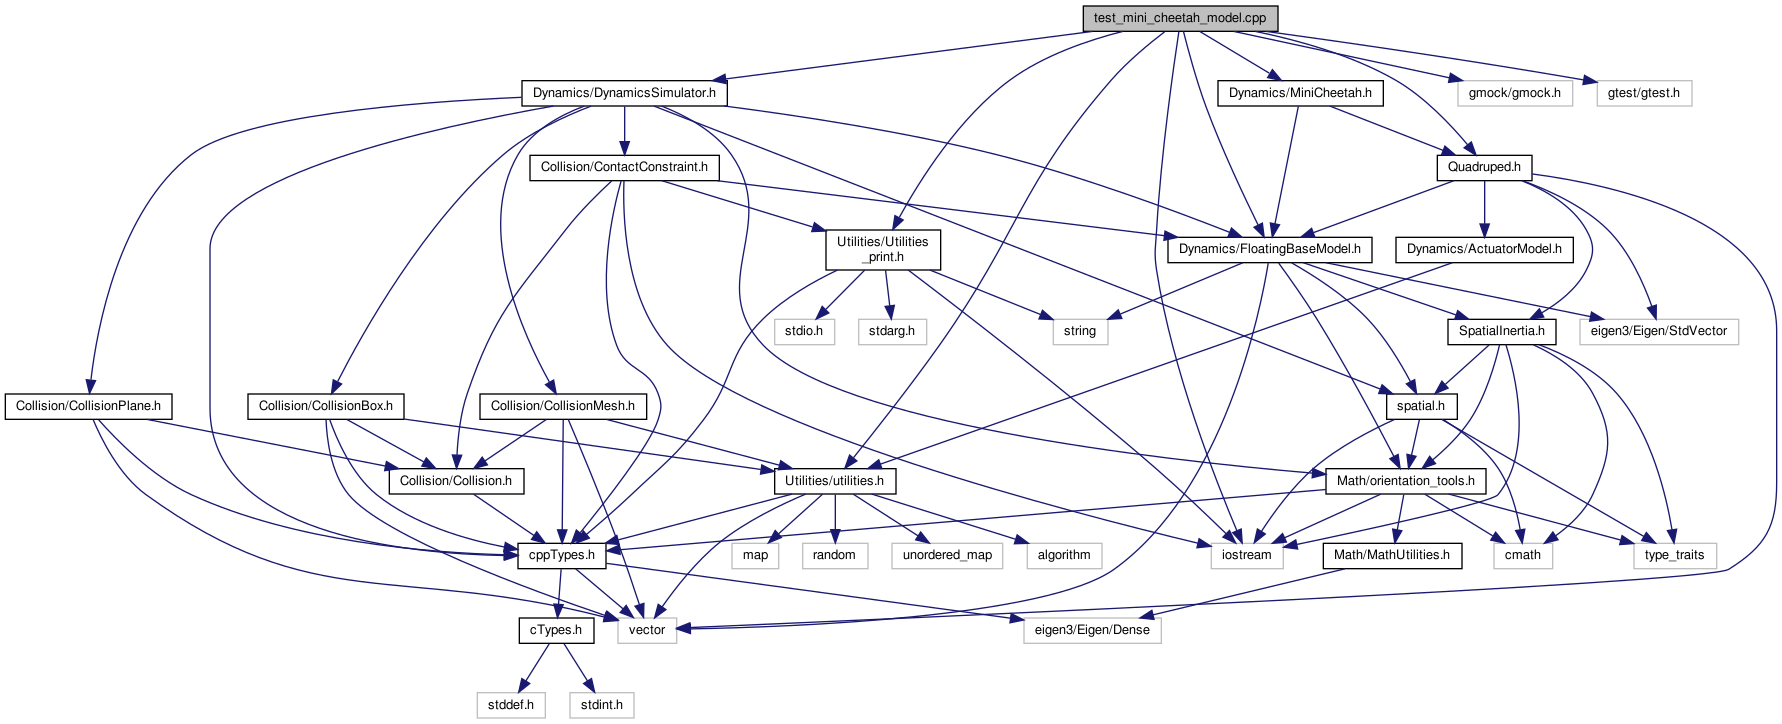 test_mini_cheetah_model.cpp
Dynamics/DynamicsSimulator.h
Dynamics/MiniCheetah.h
gmock/gmock.h
gtest/gtest.h
Collision/ContactConstraint.h
Quadruped.h
Utilities/Utilities
_print.h
Dynamics/FloatingBaseModel.h
Dynamics/ActuatorModel.h
stdio.h
stdarg.h
string
SpatialInertia.h
eigen3/Eigen/StdVector
Collision/CollisionPlane.h
Collision/CollisionBox.h
Collision/CollisionMesh.h
spatial.h
Collision/Collision.h
Utilities/utilities.h
Math/orientation_tools.h
cppTypes.h
map
random
unordered_map
algorithm
iostream
Math/MathUtilities.h
cmath
type_traits
cTypes.h
vector
eigen3/Eigen/Dense
stddef.h
stdint.h